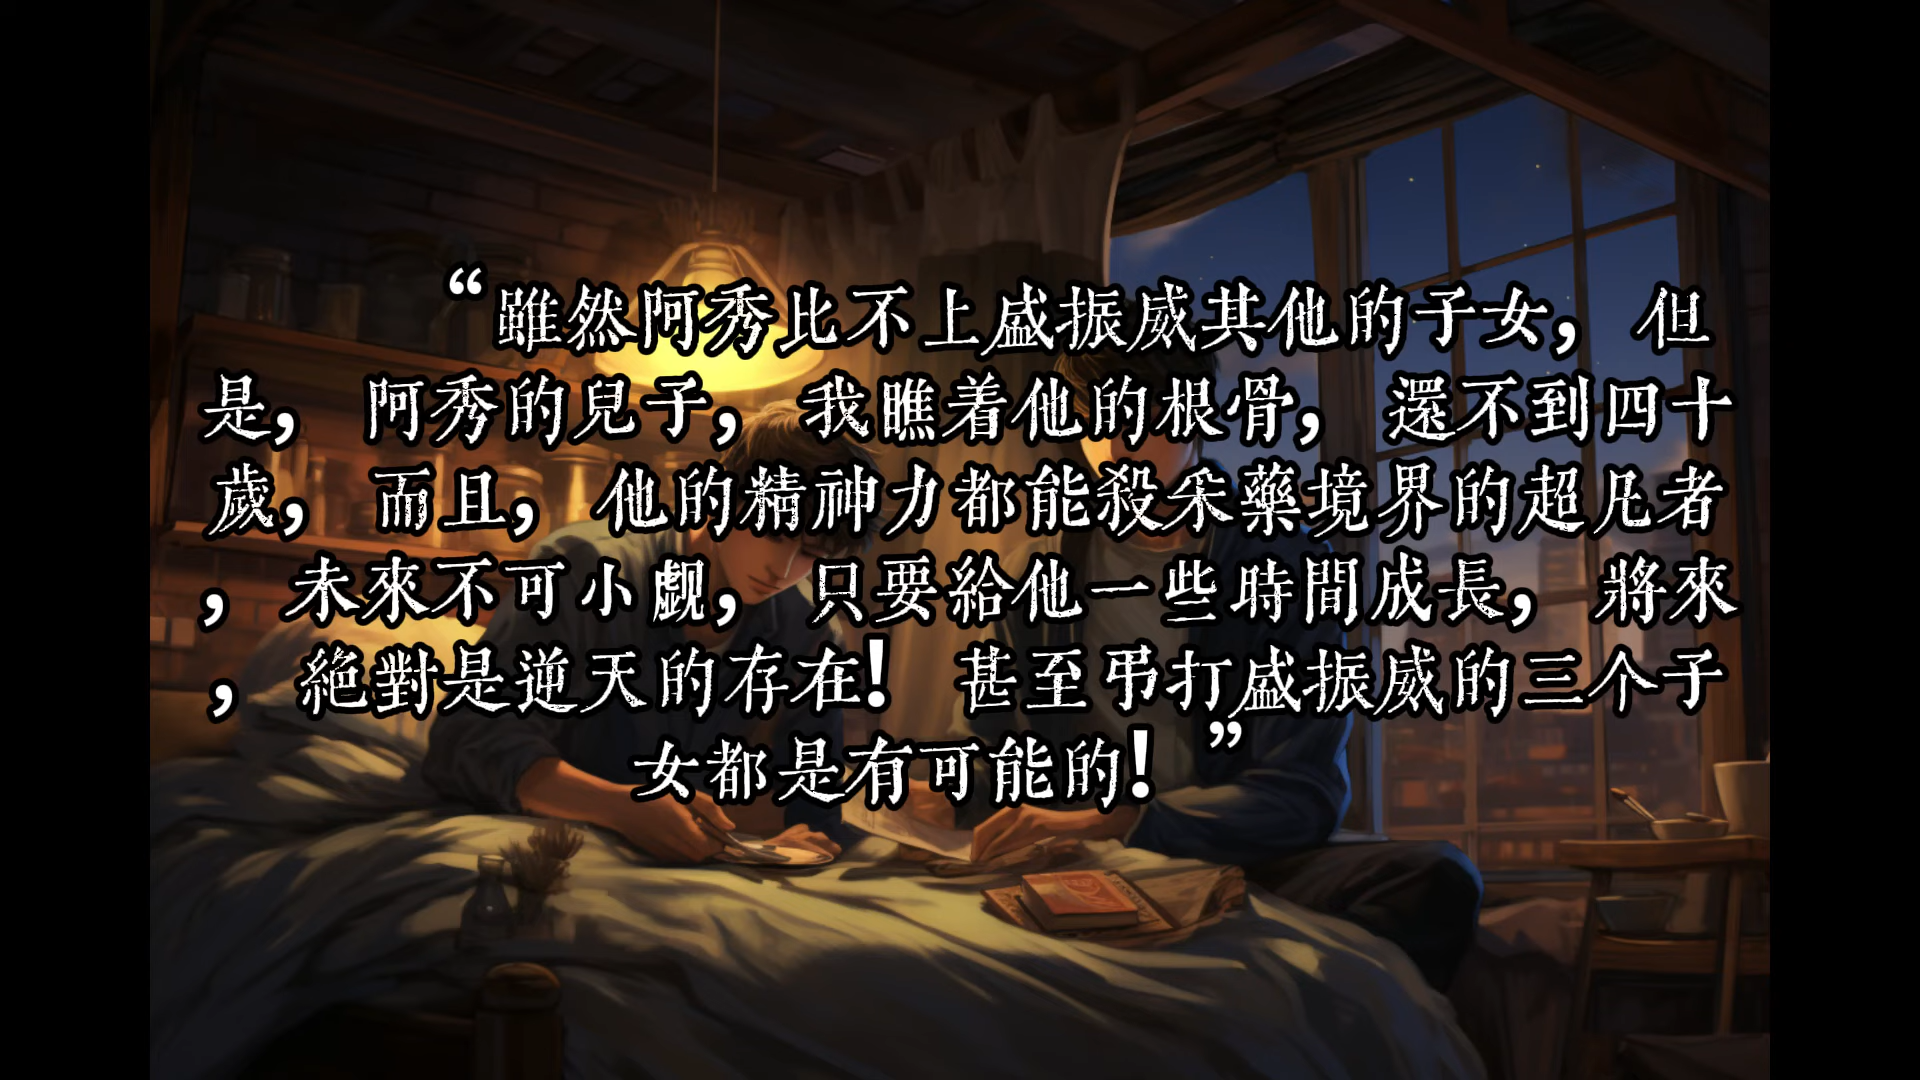 “雖然阿秀比不上盛振威其他的子女，但
是，阿秀的兒子，我瞧着他的根骨，還不到四十
歲，而且，他的精神力都能殺采藥境界的超凡者
，未來不可小覷，只要給他一些時間成長，將來
，絕對是逆天的存在！甚至弔打盛振威的三个子
女都是有可能的！”